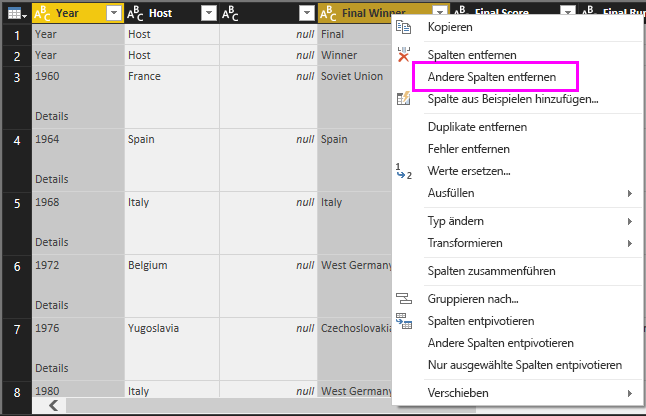 Year Host Final Winner Final Score Final Run
1 Year Host null Final
2 Year Host null Winner
3 1960 France null Soviet Union
Details
4 1964 Spain null Spain
Details
5 1968 Italy null Italy
Details
6 1972 Belgium null West Germany
Details
7 1976 Yugoslavia null Czechoslovakia
Details
8 1980 Italy null West Germany
Kopieren
Spalten entfernen
Andere Spalten entfernen
Spalte aus Beispielen hinzufügen...
Duplikate entfernen
Fehler entfernen
Werte ersetzen...
Ausfüllen
Typ ändern
Transformieren
Spalten zusammenführen
Gruppieren nach...
Spalten entpivotieren
Andere Spalten entpivotieren
Nur ausgewählte Spalten entpivotieren
Verschieben